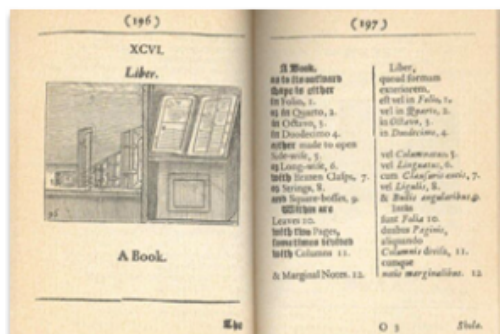 (196)
XCVI.
Liber.
A Book.
The
(197)
A Book,
as to its outward
shape is either
in Folio, 1.
or in Quarto, 2.
in Octavo, 3.
in Duodecimo 4.
either made to open
Side-wise, 5.
or Long-wise, 6.
with Brazen Clasps, 7.
or Strings, 8.
and Square-bosses, 9.
Within are
Leaves 10.
with two Pages,
sometimes divided
with Columns 11.
& Marginal Notes. 12.
Liber,
quoad formam
exteriorem,
est vel in Folio, 1.
vel in Quarto, 2.
in Octavo, 3.
in Duodecimo, 4.
vel Columnatus 5.
vel Linguatus, 6.
cum Clausuris 7.
vel Ligulis, 8.
& Bullis angularibus, 9.
Intus
sunt Folia 10.
duabus Paginis,
aliquando
Columnis divisa, 11.
cumque
notis marginalibus. 12
O 3